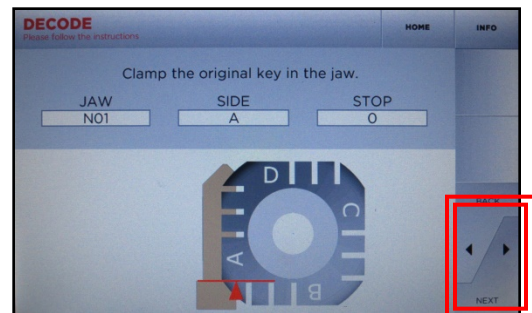 DECODE
Please follow the instructions
HOME
INFO
Clamp the original key in the jaw.
JAW
SIDE
STOP
N01
A
0
D
C
A
B
BACK
NEXT